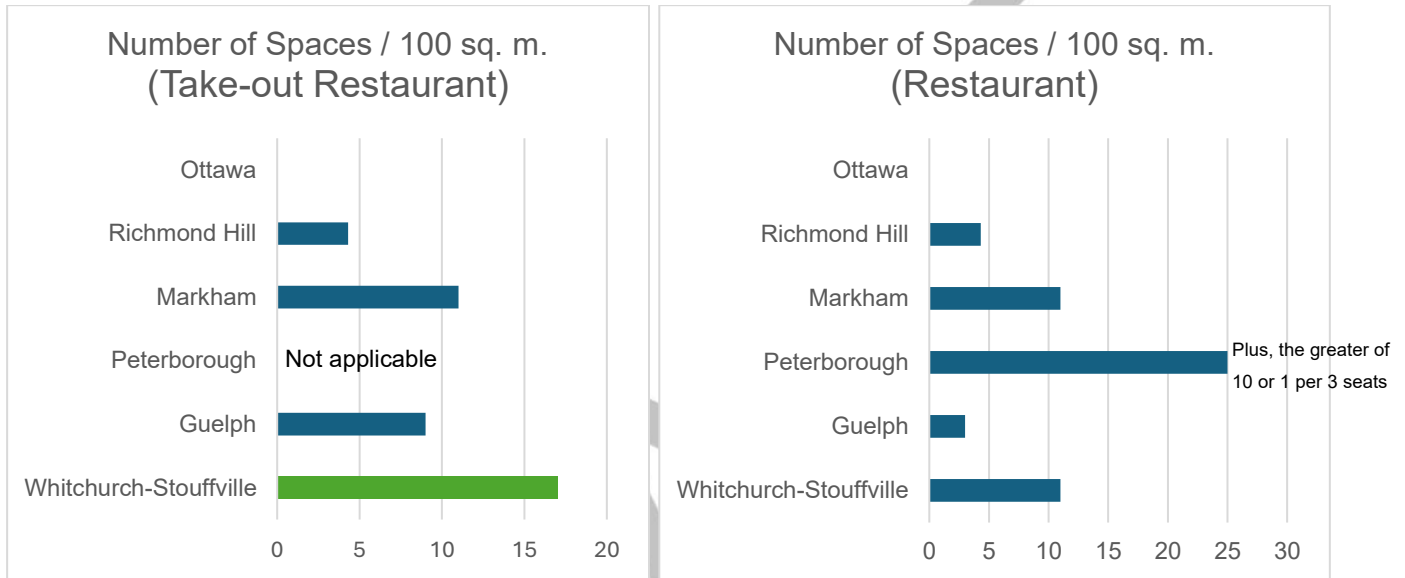 Number of Spaces / 100 sq. m.
(Take-out Restaurant)
Ottawa
Richmond Hill
Markham
Peterborough
Not applicable
Guelph
Whitchurch-Stouffville
0 5 10 15 20
Number of Spaces / 100 sq. m.
(Restaurant)
Ottawa
Richmond Hill
Markham
Peterborough
Plus, the greater of
10 or 1 per 3 seats
Guelph
Whitchurch-Stouffville
0 5 10 15 20 25 30